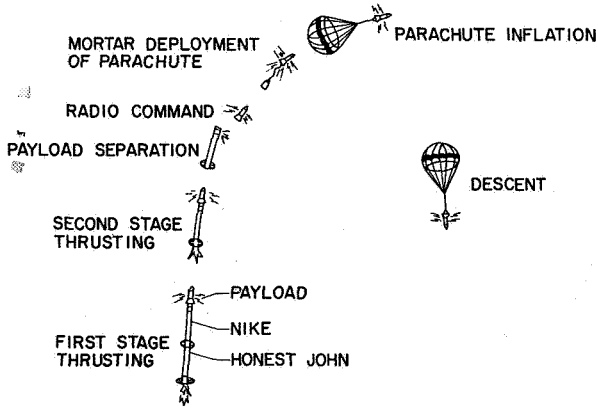 MORTAR DEPLOYMENT
OF PARACHUTE
PARACHUTE INFLATION
RADIO COMMAND
PAYLOAD SEPARATION
DESCENT
SECOND STAGE
THRUSTING
PAYLOAD
NIKE
FIRST STAGE
THRUSTING
HONEST JOHN